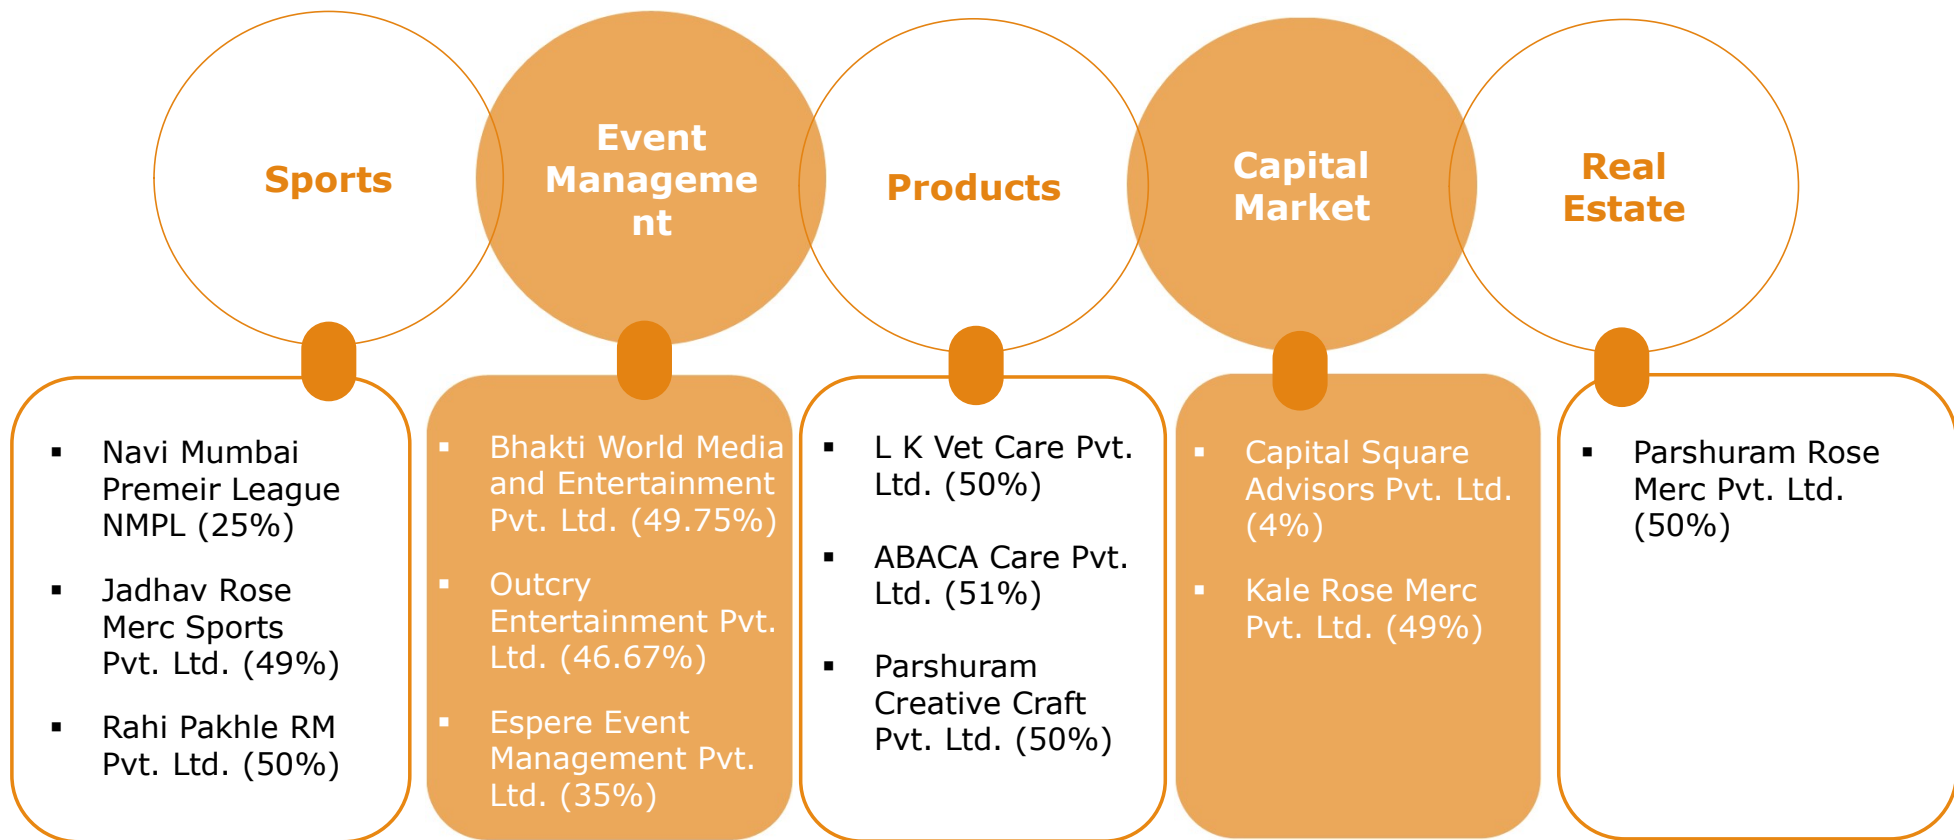 Sports
Event
Manageme
nt
Products
Capital
Market
Real
Estate
▪ Navi Mumbai
Premeir League
NMPL (25%)
▪ Jadhav Rose
Merc Sports
Pvt. Ltd. (49%)
▪ Rahi Pakhle RM
Pvt. Ltd. (50%)
▪ Bhakti World Media
and Entertainment
Pvt. Ltd. (49.75%)
▪ Outcry
Entertainment Pvt.
Ltd. (46.67%)
▪ Espere Event
Management Pvt.
Ltd. (35%)
▪ L K Vet Care Pvt.
Ltd. (50%)
▪ ABACA Care Pvt.
Ltd. (51%)
▪ Parshuram
Creative Craft
Pvt. Ltd. (50%)
▪ Capital Square
Advisors Pvt. Ltd.
(4%)
▪ Kale Rose Merc
Pvt. Ltd. (49%)
▪ Parshuram Rose
Merc Pvt. Ltd.
(50%)